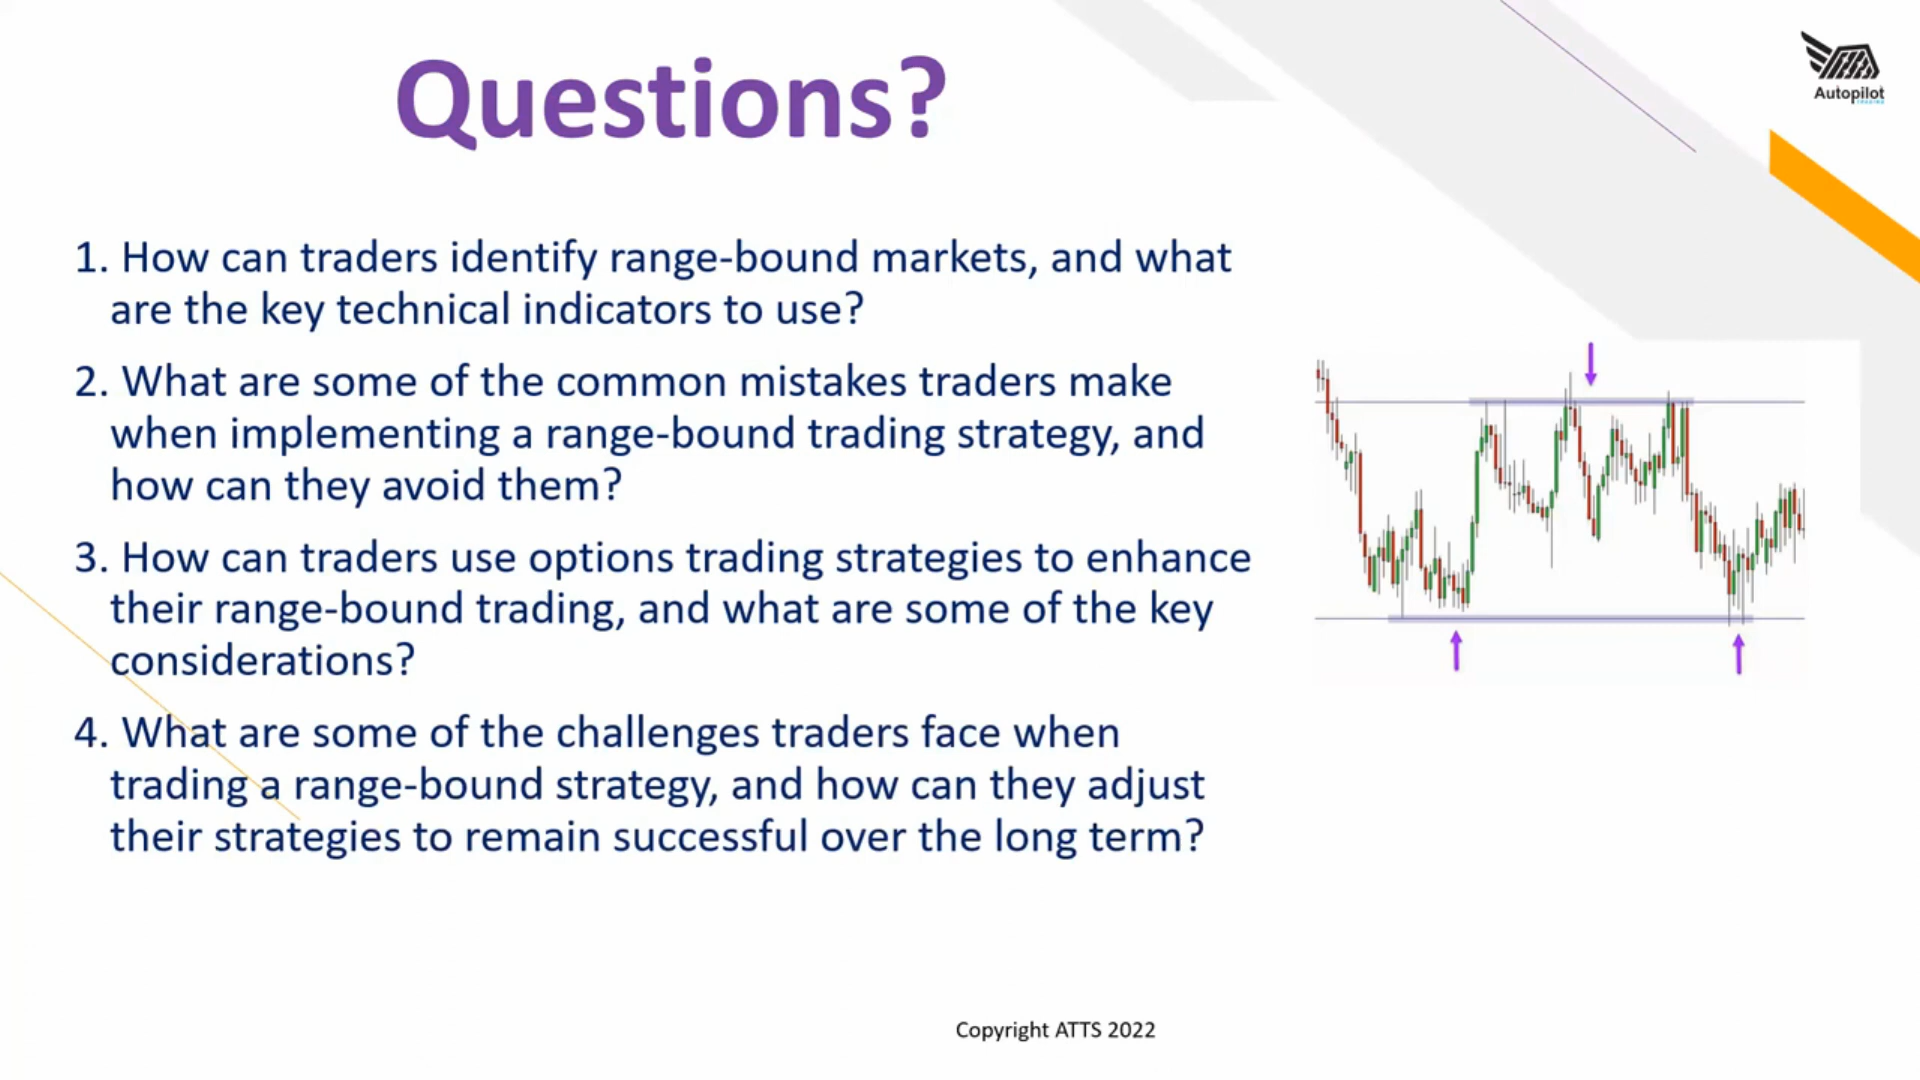 Questions?
Autopilot
TRADING
1. How can traders identify range-bound markets, and what
are the key technical indicators to use?
2. What are some of the common mistakes traders make
when implementing a range-bound trading strategy, and
how can they avoid them?
3. How can traders use options trading strategies to enhance
their range-bound trading, and what are some of the key
considerations?
4. What are some of the challenges traders face when
trading a range-bound strategy, and how can they adjust
their strategies to remain successful over the long term?
Copyright ATTS 2022